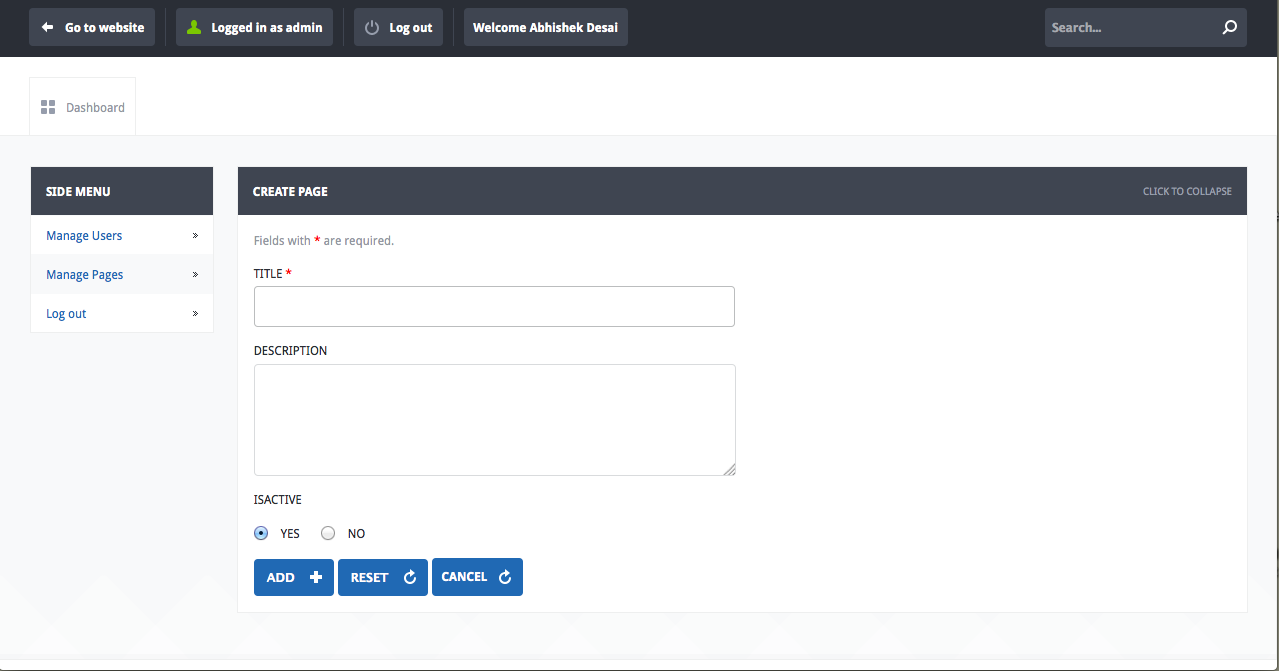 Go to website
Logged in as admin
Log out
Welcome Abhishek Desai
Search...
Dashboard
SIDE MENU
Manage Users »
Manage Pages »
Log out »
CREATE PAGE
CLICK TO COLLAPSE
Fields with * are required.
TITLE *
DESCRIPTION
ISACTIVE
YES NO
ADD RESET CANCEL